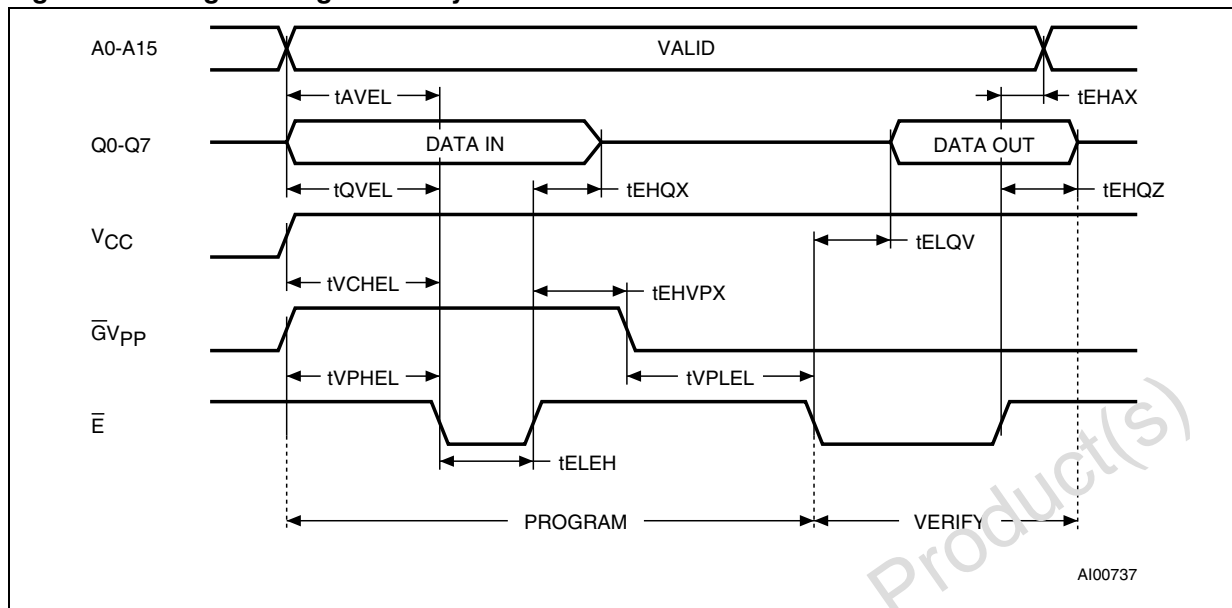 A0-A15
VALID
tAVEL
tEHAX
Q0-Q7
DATA IN
DATA OUT
tQVEL
tEHQX
tEHQZ
VCC
tELQV
tVCHEL
tEHVPX
G̅VPP
tVPHEL
tVPLEL
E̅
tELEH
PROGRAM
VERIFY
Product(s)
AI00737